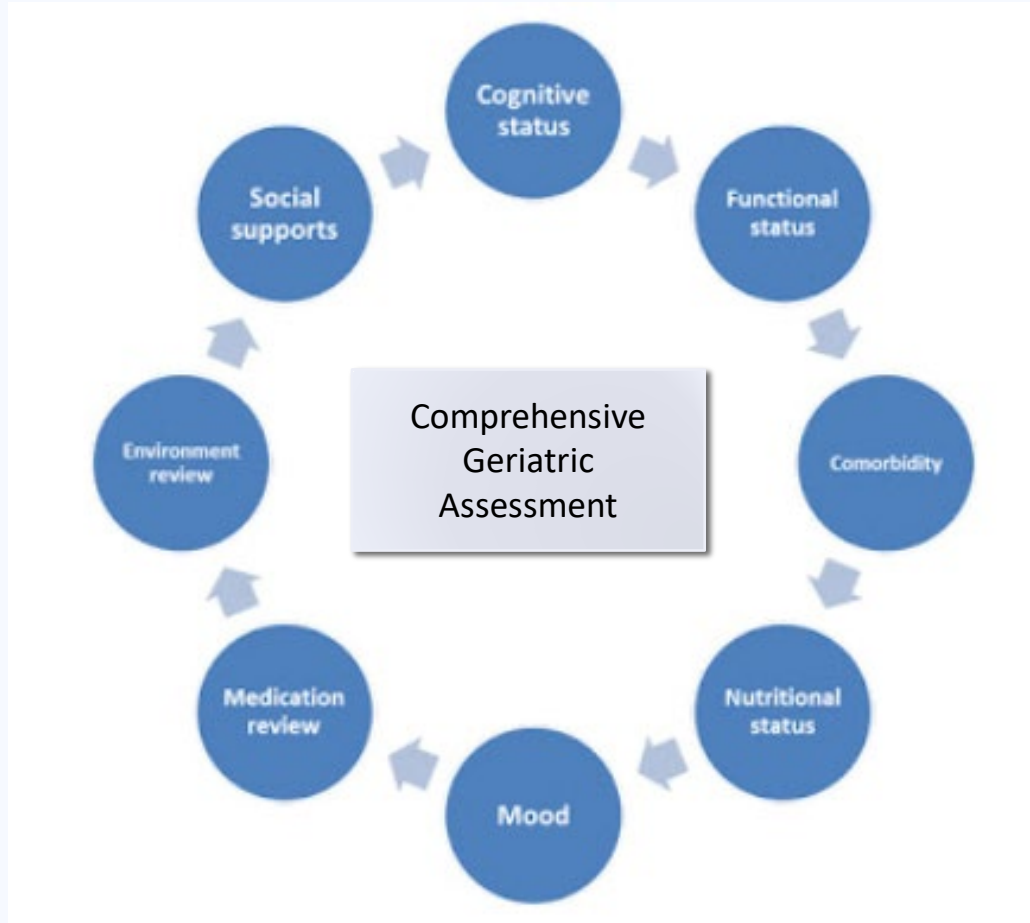 Cognitive
status
Functional
status
Comorbidity
Nutritional
status
Mood
Medication
review
Environment
review
Social
supports
Comprehensive
Geriatric
Assessment